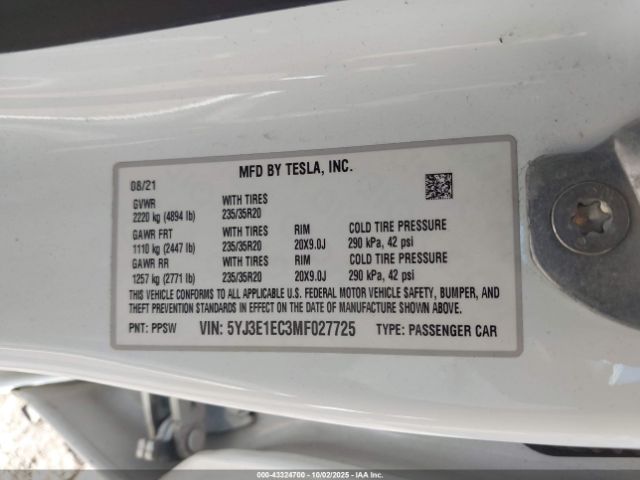 MFD BY TESLA, INC.
08/21
GVWR WITH TIRES
2220 kg (4894 lb) 235/35R20
GAWR FRT WITH TIRES RIM COLD TIRE PRESSURE
1110 kg (2447 lb) 235/35R20 20X9.0J 290 kPa, 42 psi
GAWR RR WITH TIRES RIM COLD TIRE PRESSURE
1257 kg (2771 lb) 235/35R20 20X9.0J 290 kPa, 42 psi
THIS VEHICLE CONFORMS TO ALL APPLICABLE U.S. FEDERAL MOTOR VEHICLE SAFETY, BUMPER, AND
THEFT PREVENTION STANDARDS IN EFFECT ON THE DATE OF MANUFACTURE SHOWN ABOVE.
PNT: PPSW VIN: 5YJ3E1EC3MF027725 TYPE: PASSENGER CAR
000-43324700 | 10/02/2025 - IAA Inc.